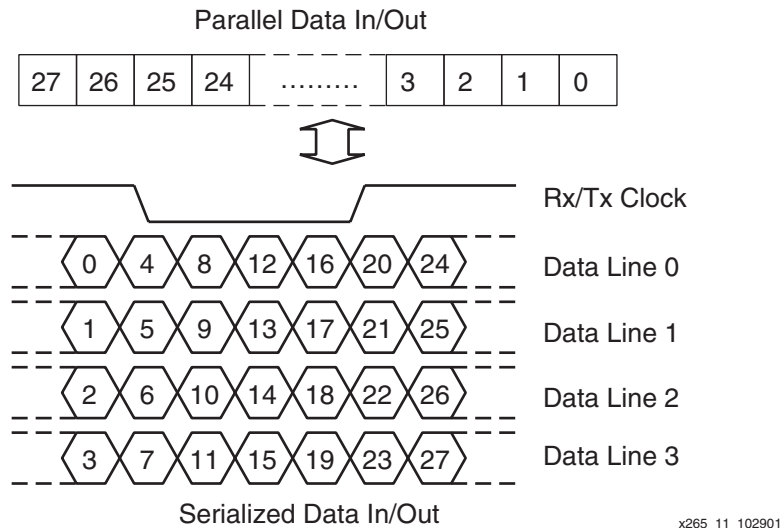 Parallel Data In/Out
27 26 25 24 ......... 3 2 1 0
Rx/Tx Clock
0 4 8 12 16 20 24 Data Line 0
1 5 9 13 17 21 25 Data Line 1
2 6 10 14 18 22 26 Data Line 2
3 7 11 15 19 23 27 Data Line 3
Serialized Data In/Out
x265_11_102901